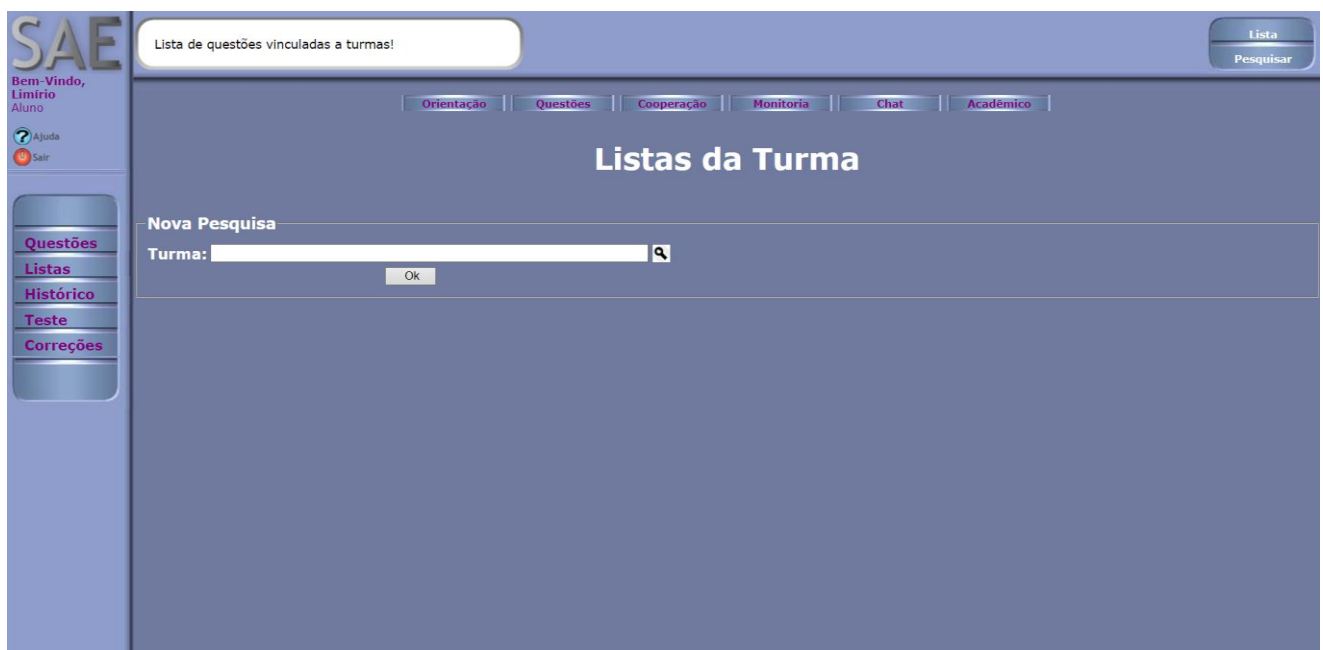 SAE
Bem-Vindo,
Limírio
Aluno
Ajuda
Sair
Questões
Listas
Histórico
Teste
Correções
Lista de questões vinculadas a turmas!
Lista
Pesquisar
Orientação Questões Cooperação Monitoria Chat Acadêmico
Listas da Turma
Nova Pesquisa
Turma:
Ok